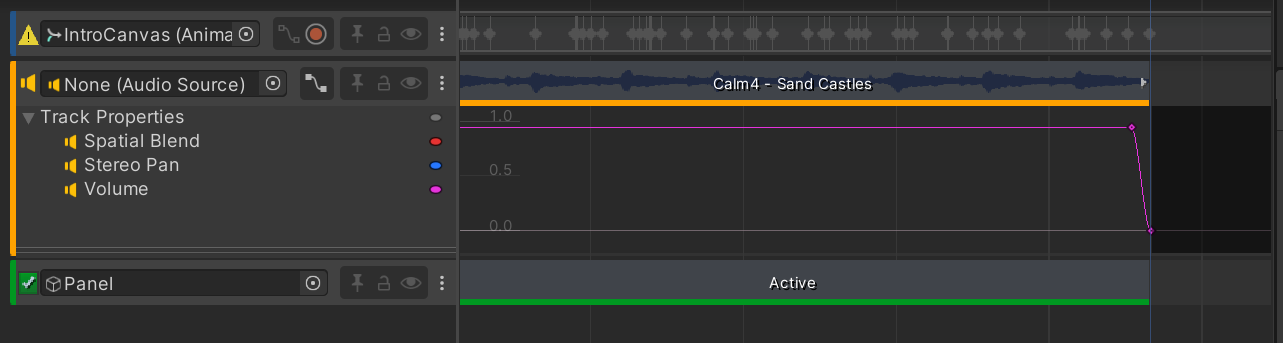 IntroCanvas (Anima
None (Audio Source)
Calm4 - Sand Castles
Track Properties
1.0
Spatial Blend
Stereo Pan
0.5
Volume
0.0
Panel
Active